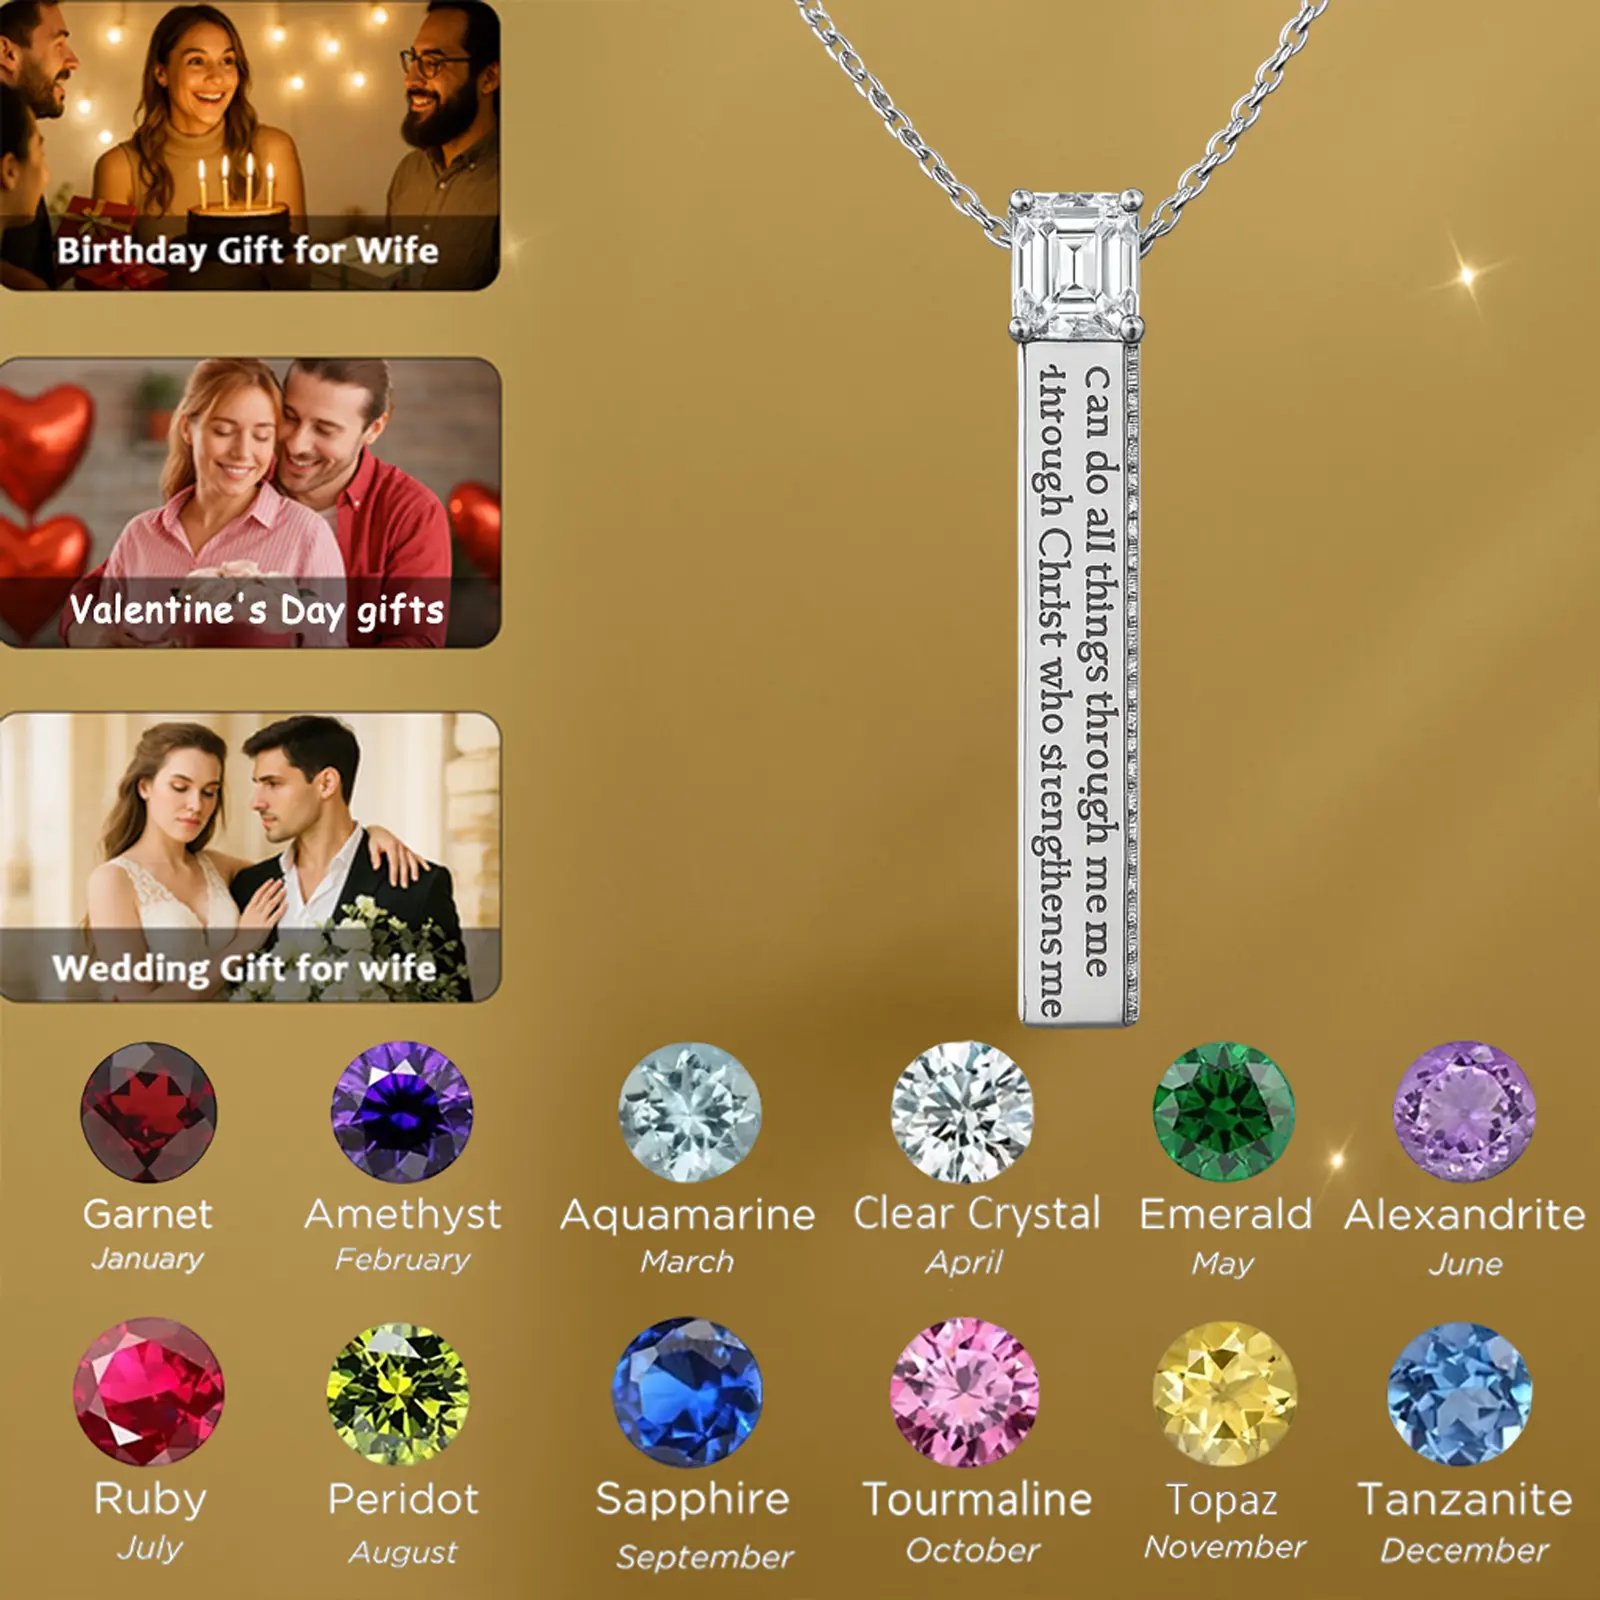 Birthday Gift for Wife
Valentine's Day gifts
Wedding Gift for wife
Can do all things through me me
through Christ who strengthens me
Garnet
January
Amethyst
February
Aquamarine
March
Clear Crystal
April
Emerald
May
Alexandrite
June
Ruby
July
Peridot
August
Sapphire
September
Tourmaline
October
Topaz
November
Tanzanite
December